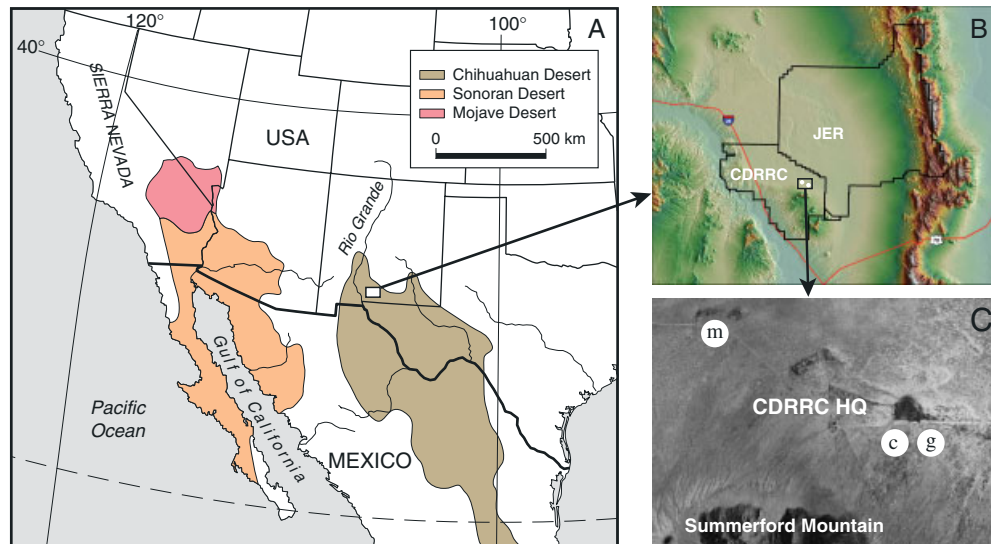 A
120°
100°
40°
SIERRA NEVADA
USA
Chihuahuan Desert
Sonoran Desert
Mojave Desert
0 500 km
Rio Grande
Gulf of California
Pacific
Ocean
MEXICO
B
JER
CDRRC
C
m
CDRRC HQ
c g
Summerford Mountain